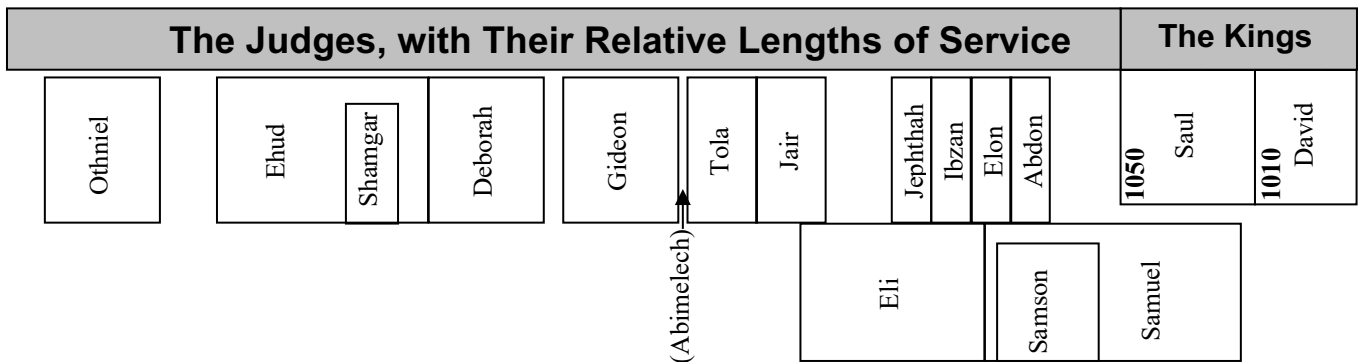 The Judges, with Their Relative Lengths of Service
The Kings
Othniel
Ehud
Shamgar
Deborah
Gideon
(Abimelech)
Tola
Jair
Jephthah
Ibzan
Elon
Abdon
1050
Saul
1010
David
Eli
Samson
Samuel